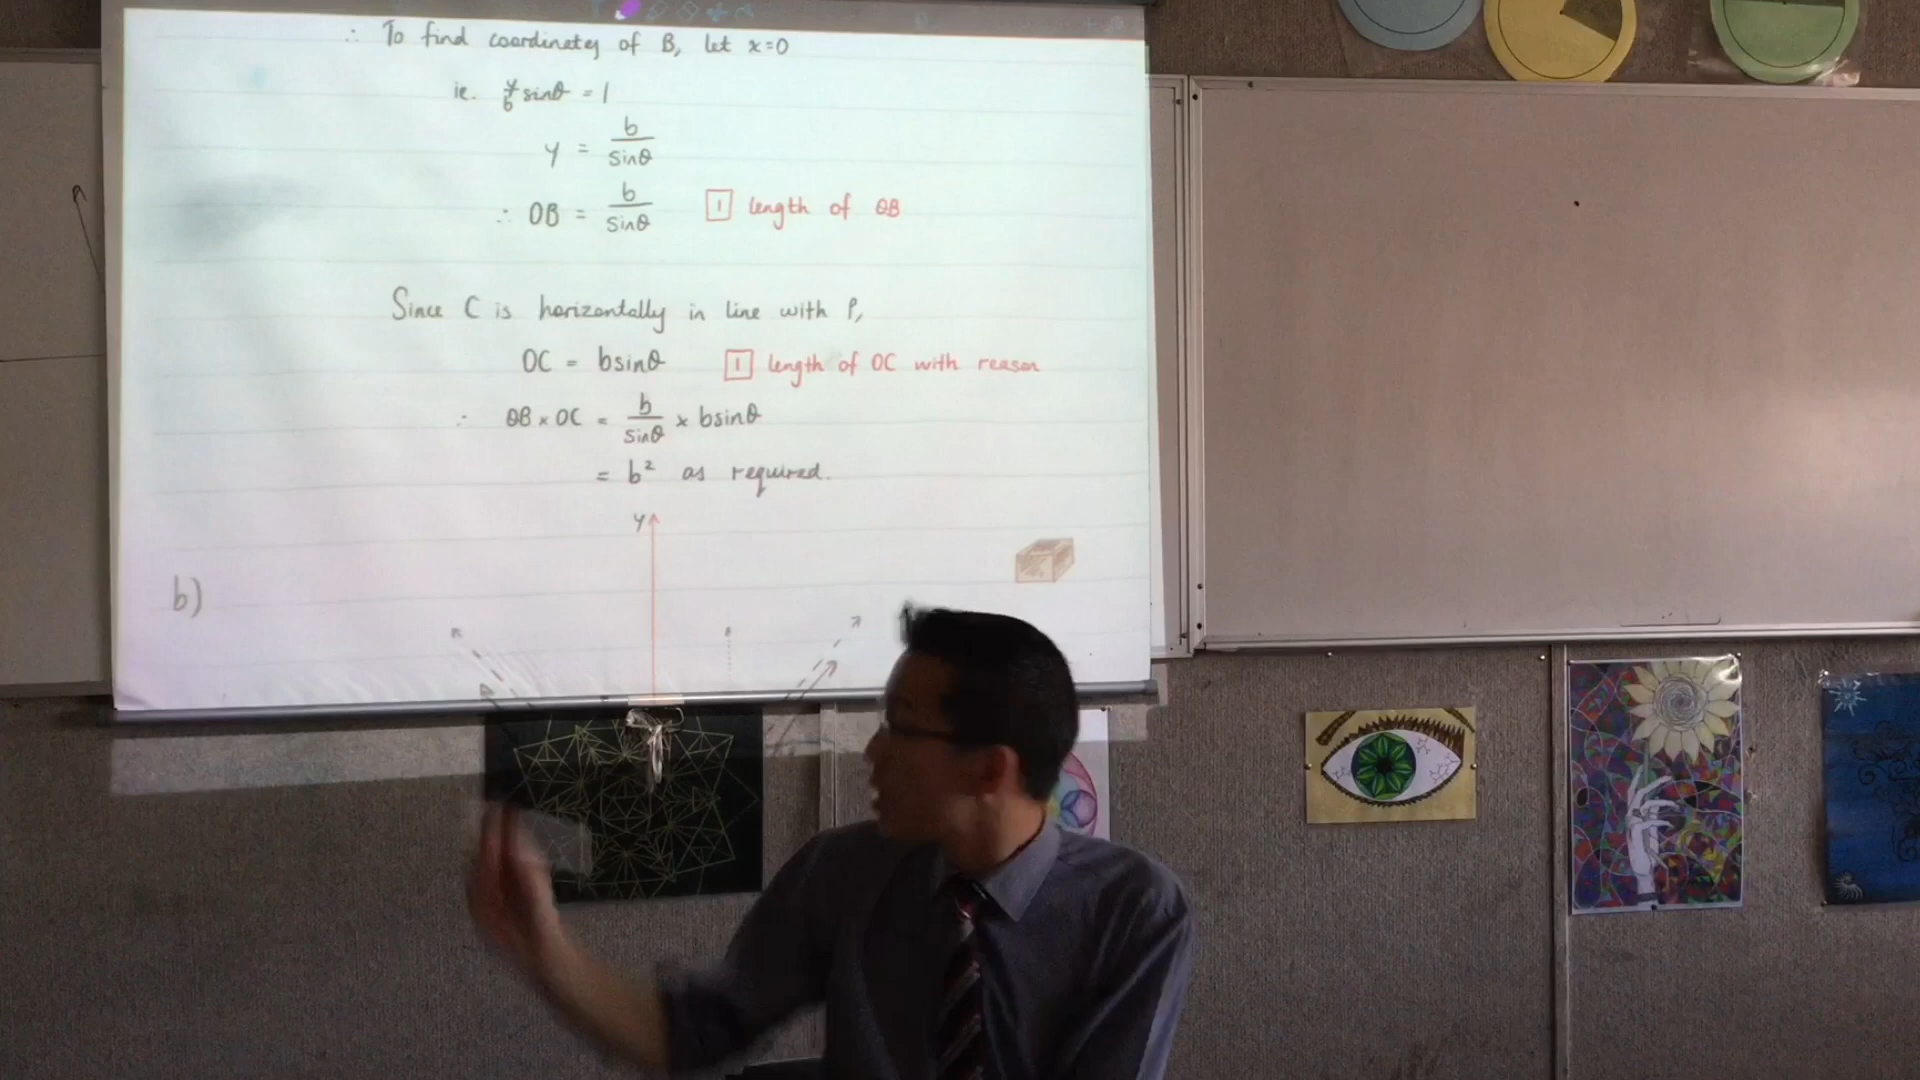 ∴ To find coordinates of B, let x=0
ie. y/b sinθ = 1
y = b/sinθ
∴ OB = b/sinθ 1 length of OB
Since C is horizontally in line with P,
OC = bsinθ 1 length of OC with reason
∴ OB × OC = b/sinθ × bsinθ
= b² as required.
y
b)